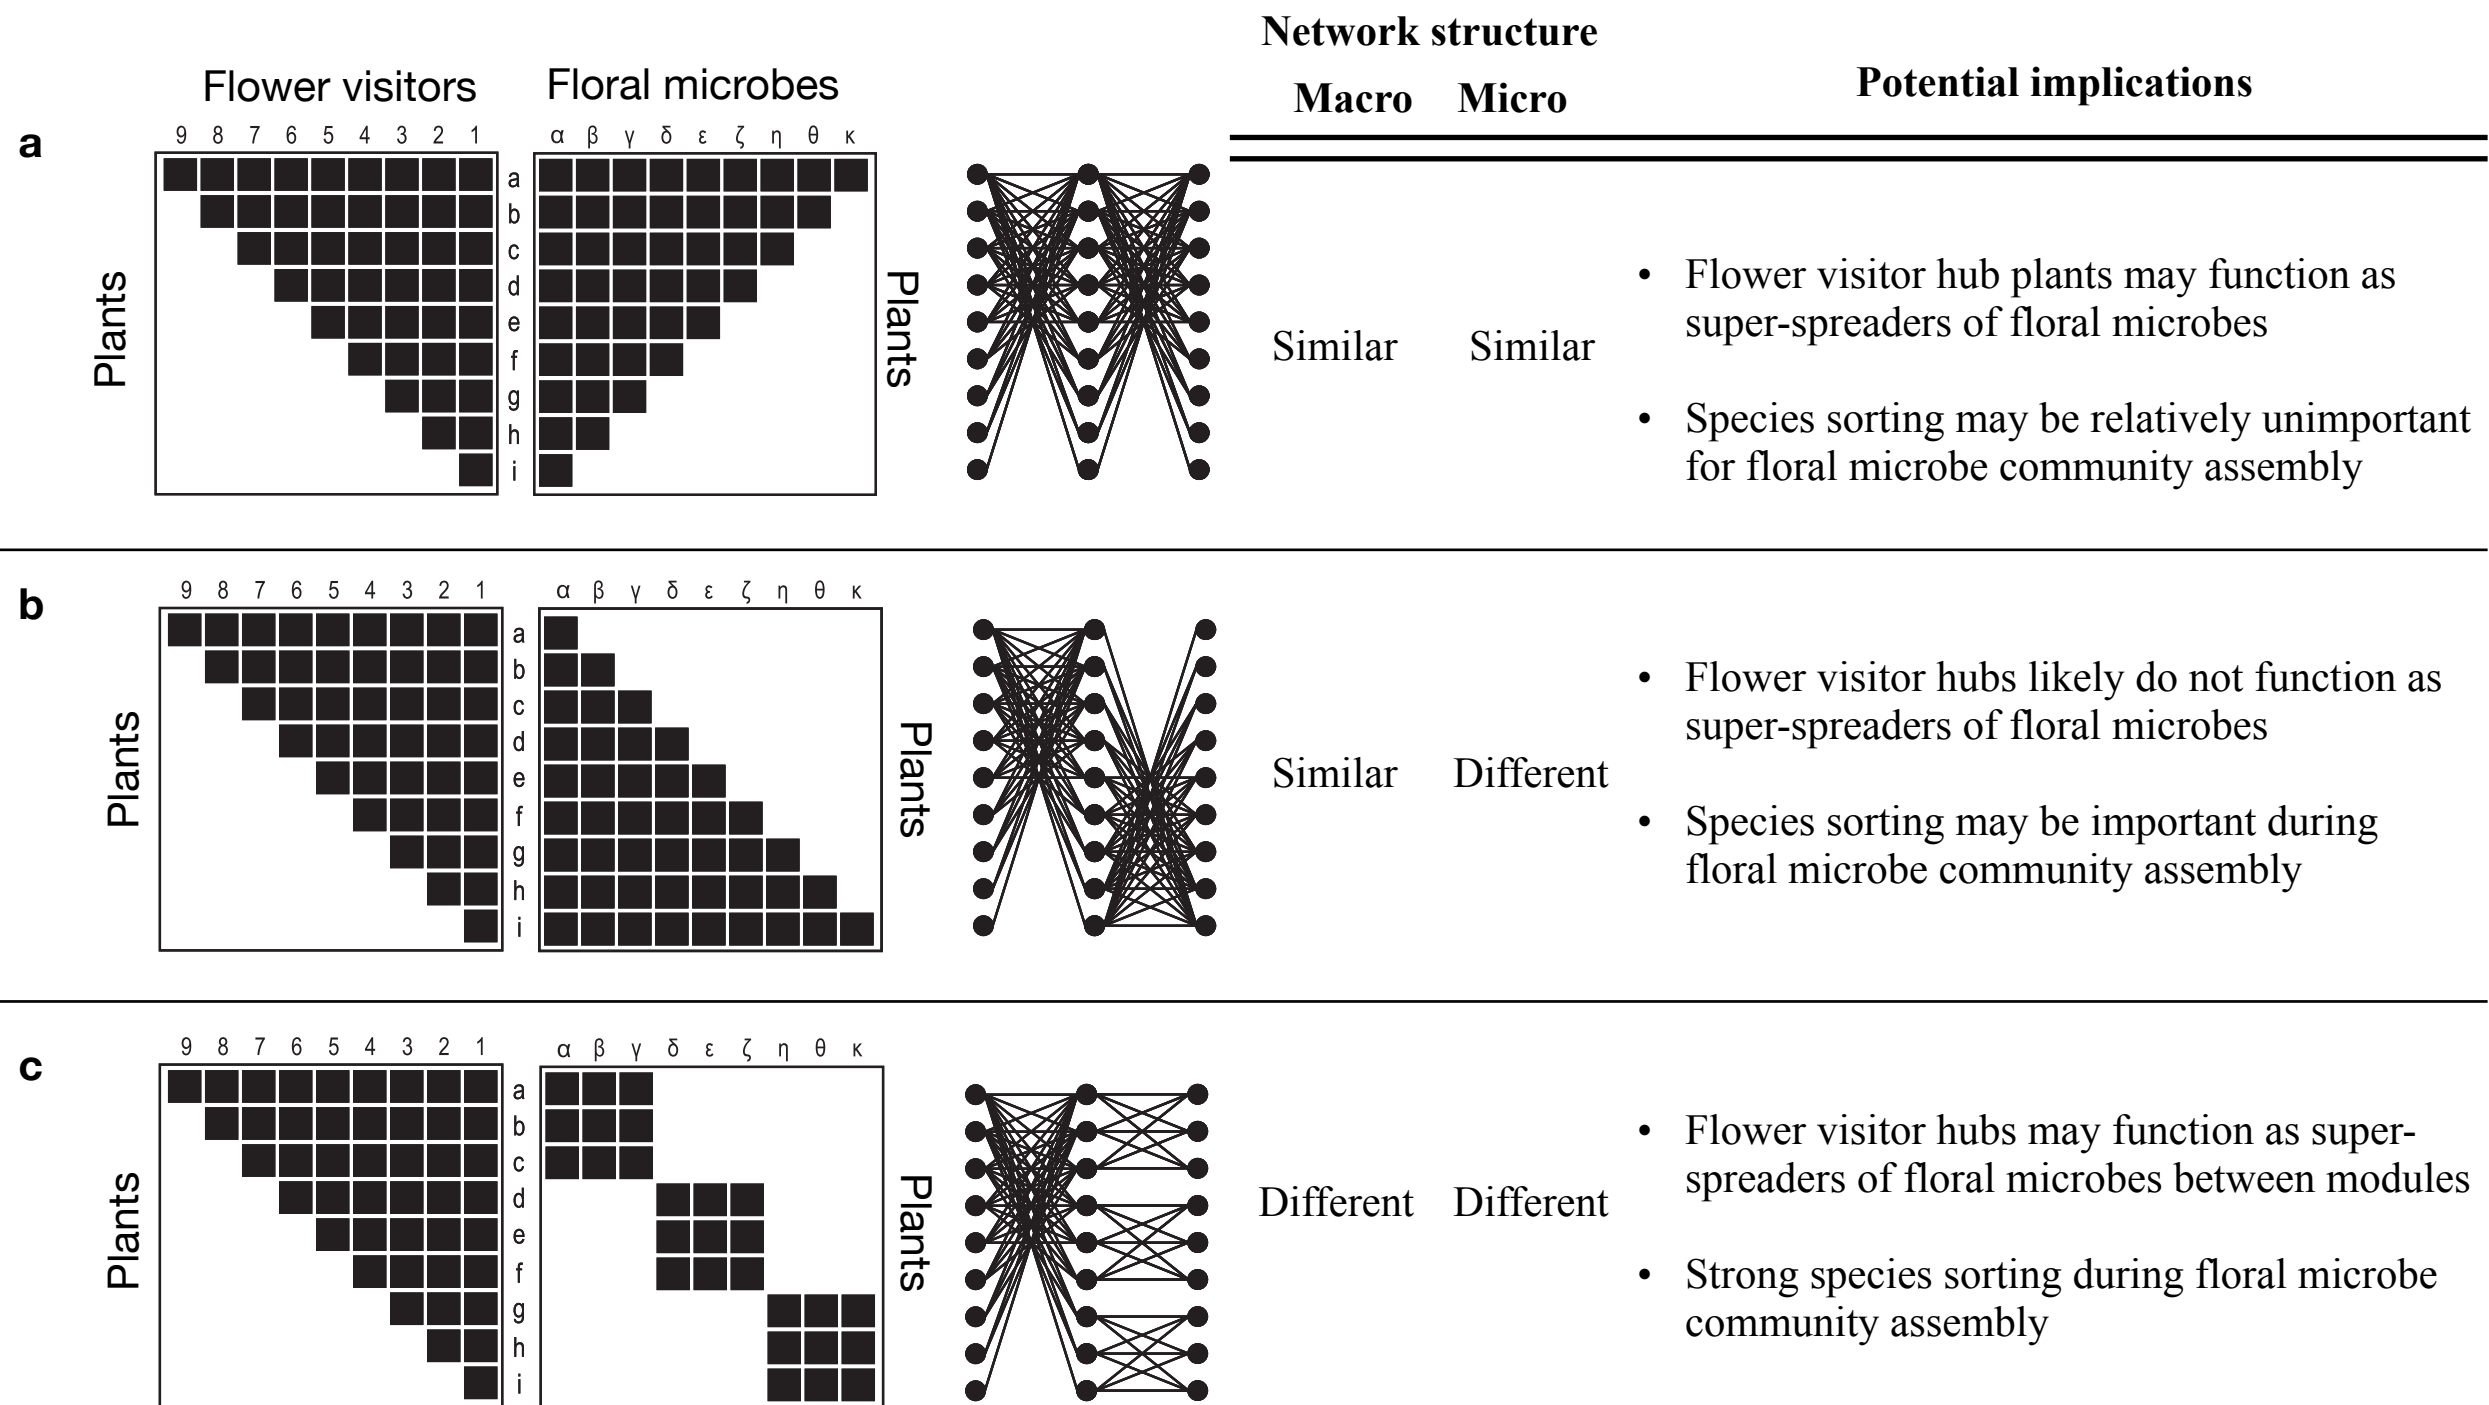 Network structure
Flower visitors Floral microbes Macro Micro Potential implications
a
9 8 7 6 5 4 3 2 1 α β γ δ ε ζ η θ κ
Plants
a
b
c
d
e
f
g
h
i
Plants
Similar Similar
• Flower visitor hub plants may function as
super-spreaders of floral microbes
• Species sorting may be relatively unimportant
for floral microbe community assembly
b
9 8 7 6 5 4 3 2 1 α β γ δ ε ζ η θ κ
Plants
a
b
c
d
e
f
g
h
i
Plants
Similar Different
• Flower visitor hubs likely do not function as
super-spreaders of floral microbes
• Species sorting may be important during
floral microbe community assembly
c
9 8 7 6 5 4 3 2 1 α β γ δ ε ζ η θ κ
Plants
a
b
c
d
e
f
g
h
i
Plants
Different Different
• Flower visitor hubs may function as super-
spreaders of floral microbes between modules
• Strong species sorting during floral microbe
community assembly